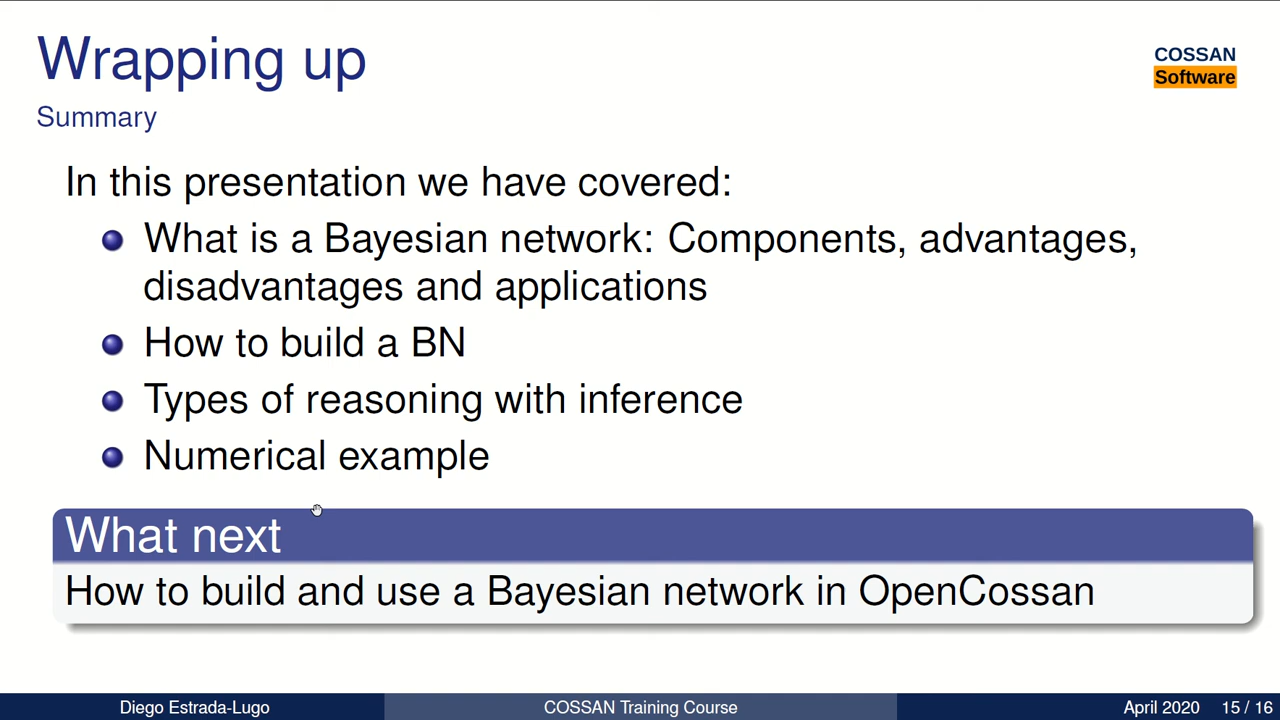 Wrapping up
COSSAN
Software
Summary
In this presentation we have covered:
What is a Bayesian network: Components, advantages,
disadvantages and applications
How to build a BN
Types of reasoning with inference
Numerical example
What next
How to build and use a Bayesian network in OpenCossan
Diego Estrada-Lugo
COSSAN Training Course
April 2020 15 / 16